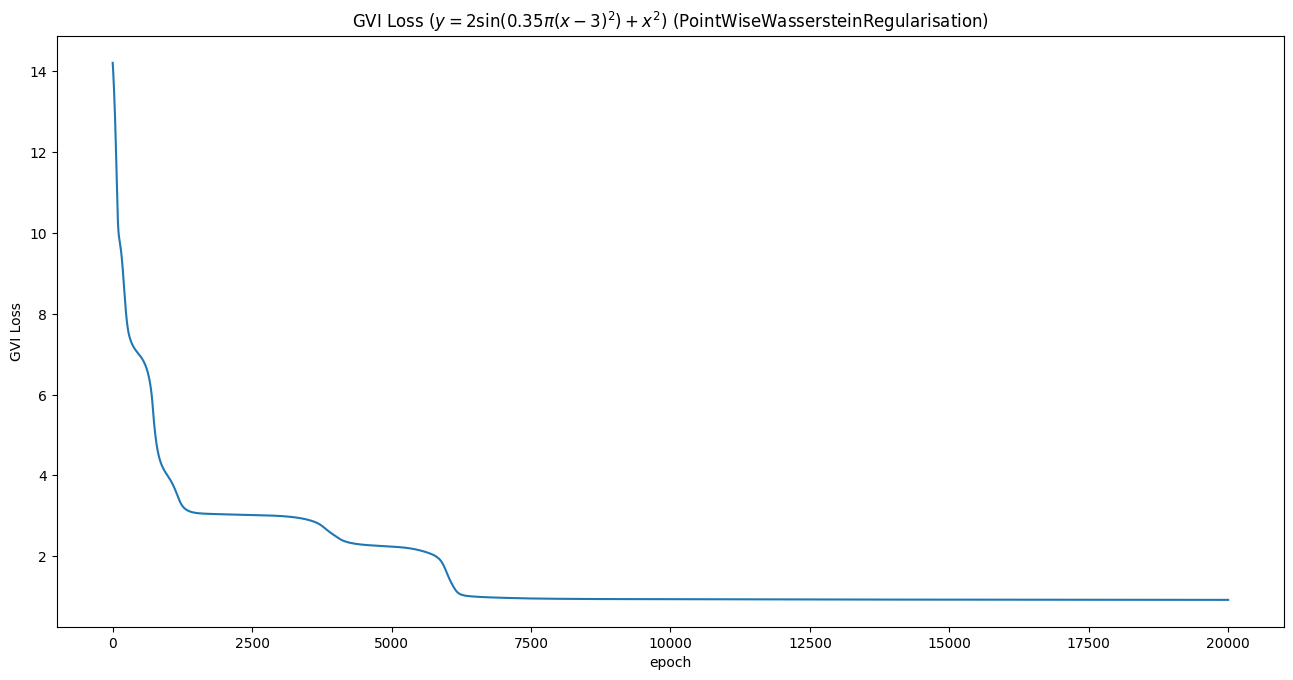 GVI Loss (y = 2sin(0.35π(x − 3)²) + x²) (PointWiseWassersteinRegularisation)
14
12
10
8
6
4
2
GVI Loss
0 2500 5000 7500 10000 12500 15000 17500 20000
epoch